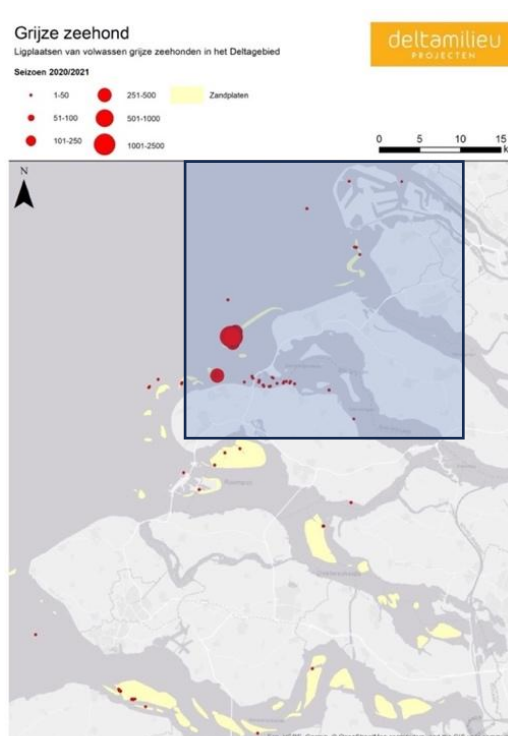 Grijze zeehond
Ligplaatsen van volwassen grijze zeehonden in het Deltagebied
deltamilieu
PROJECTEN
Seizoen 2020/2021
1-50
251-500
Zandplaten
51-100
501-1000
101-250
1001-2500
0 5 10 15
N